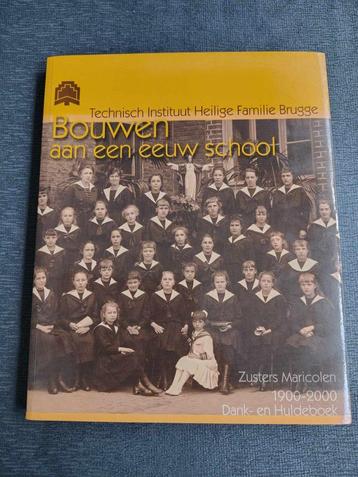 Technisch Instituut Heilige Familie Brugge
Bouwen
aan een eeuw school
Zusters Maricolen
1900-2000
Dank- en Huldeboek